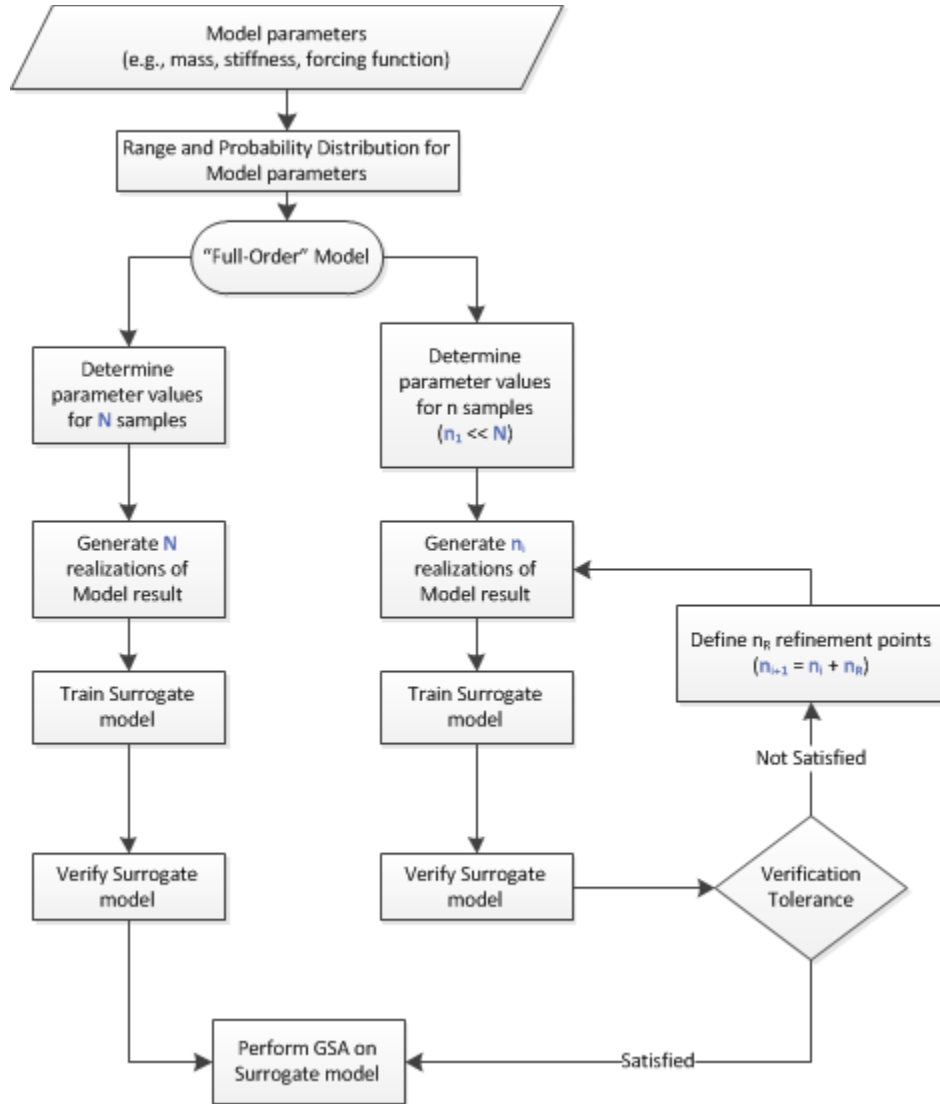 Model parameters
(e.g., mass, stiffness, forcing function)
Range and Probability Distribution for
Model parameters
“Full-Order” Model
Determine
parameter values
for N samples
Determine
parameter values
for n samples
(n₁ << N)
Generate N
realizations of
Model result
Generate nᵢ
realizations of
Model result
Define n_R refinement points
(nᵢ₊₁ = nᵢ + n_R)
Train Surrogate
model
Train Surrogate
model
Not Satisfied
Verify Surrogate
model
Verify Surrogate
model
Verification
Tolerance
Perform GSA on
Surrogate model
Satisfied